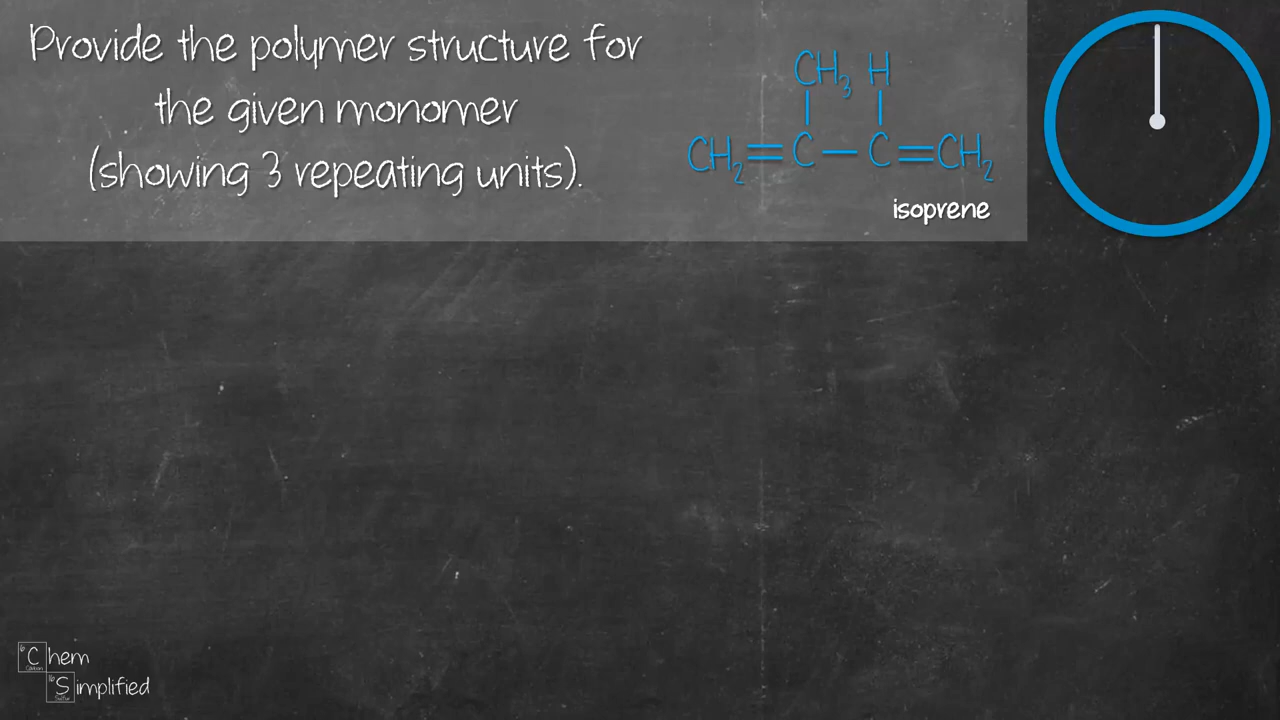 Provide the polymer structure for
the given monomer
(showing 3 repeating units).
CH₃ H
CH₂=C—C=CH₂
isoprene
Chem
Simplified